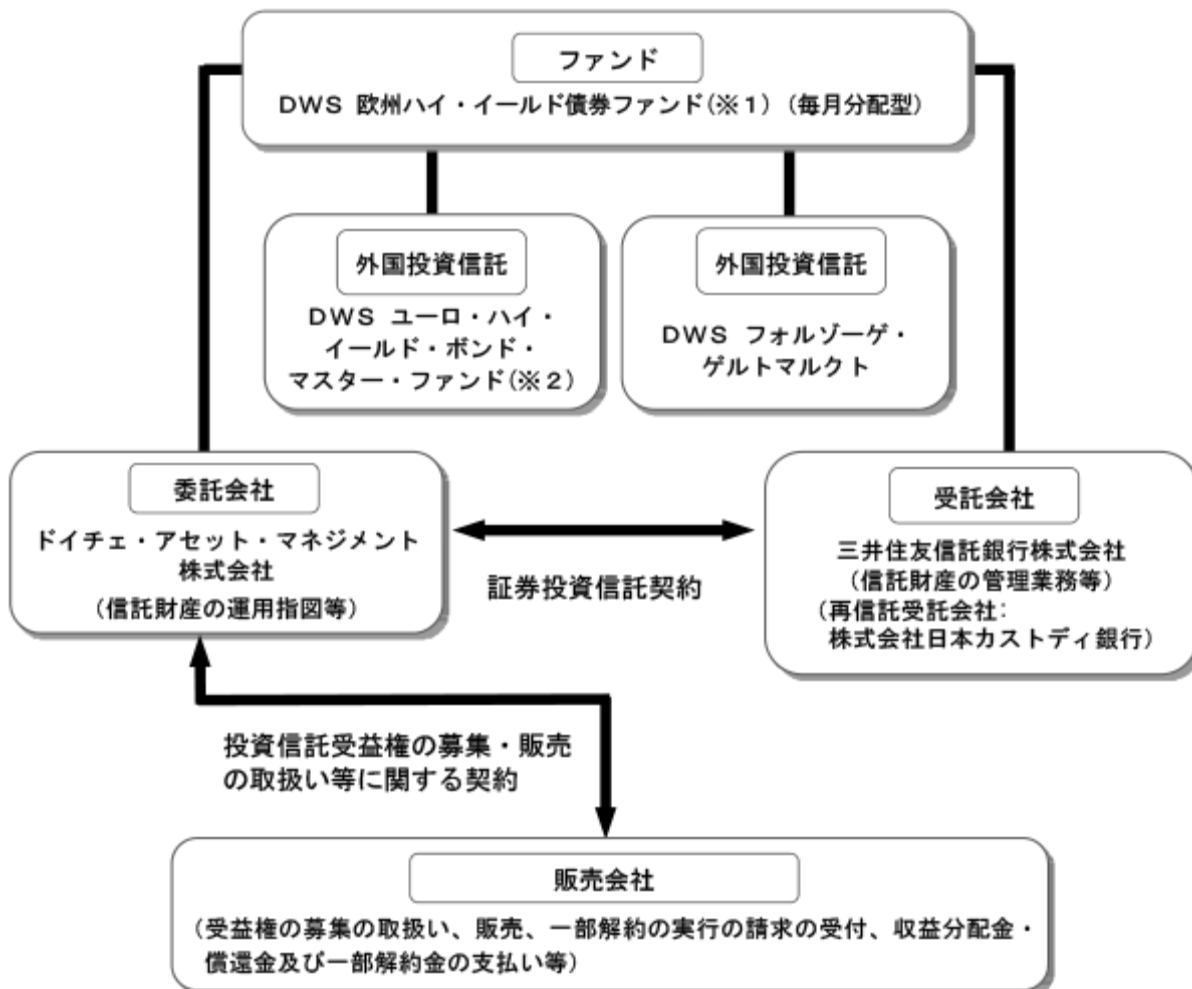 ファンド
DWS 欧州ハイ・イールド債券ファンド(※1)(毎月分配型)
外国投資信託
DWS ユーロ・ハイ・
イールド・ボンド・
マスター・ファンド(※2)
外国投資信託
DWS フォルゾーゲ・
ゲルトマルクト
委託会社
ドイチェ・アセット・マネジメント
株式会社
(信託財産の運用指図等)
証券投資信託契約
受託会社
三井住友信託銀行株式会社
(信託財産の管理業務等)
(再信託受託会社:
株式会社日本カストディ銀行)
投資信託受益権の募集・販売
の取扱い等に関する契約
販売会社
(受益権の募集の取扱い、販売、一部解約の実行の請求の受付、収益分配金・
償還金及び一部解約金の支払い等)